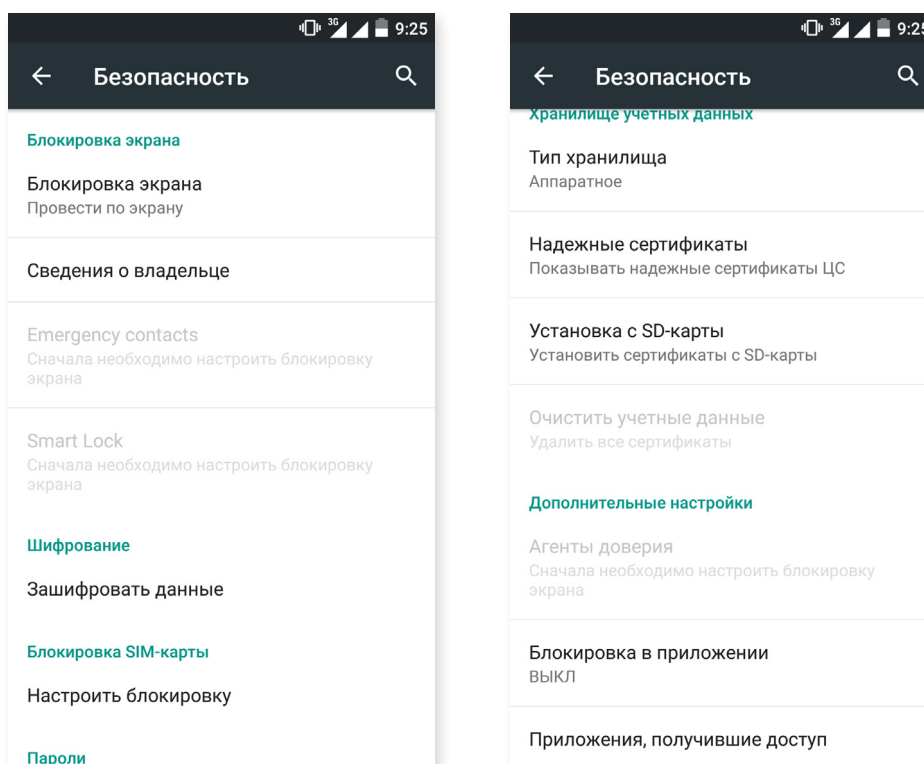 3G 9:25
Безопасность
Блокировка экрана
Блокировка экрана
Провести по экрану
Сведения о владельце
Emergency contacts
Сначала необходимо настроить блокировку
экрана
Smart Lock
Сначала необходимо настроить блокировку
экрана
Шифрование
Зашифровать данные
Блокировка SIM-карты
Настроить блокировку
Пароли
3G 9:25
Безопасность
Хранилище учетных данных
Тип хранилища
Аппаратное
Надежные сертификаты
Показывать надежные сертификаты ЦС
Установка с SD-карты
Установить сертификаты с SD-карты
Очистить учетные данные
Удалить все сертификаты
Дополнительные настройки
Агенты доверия
Сначала необходимо настроить блокировку
экрана
Блокировка в приложении
ВЫКЛ
Приложения, получившие доступ